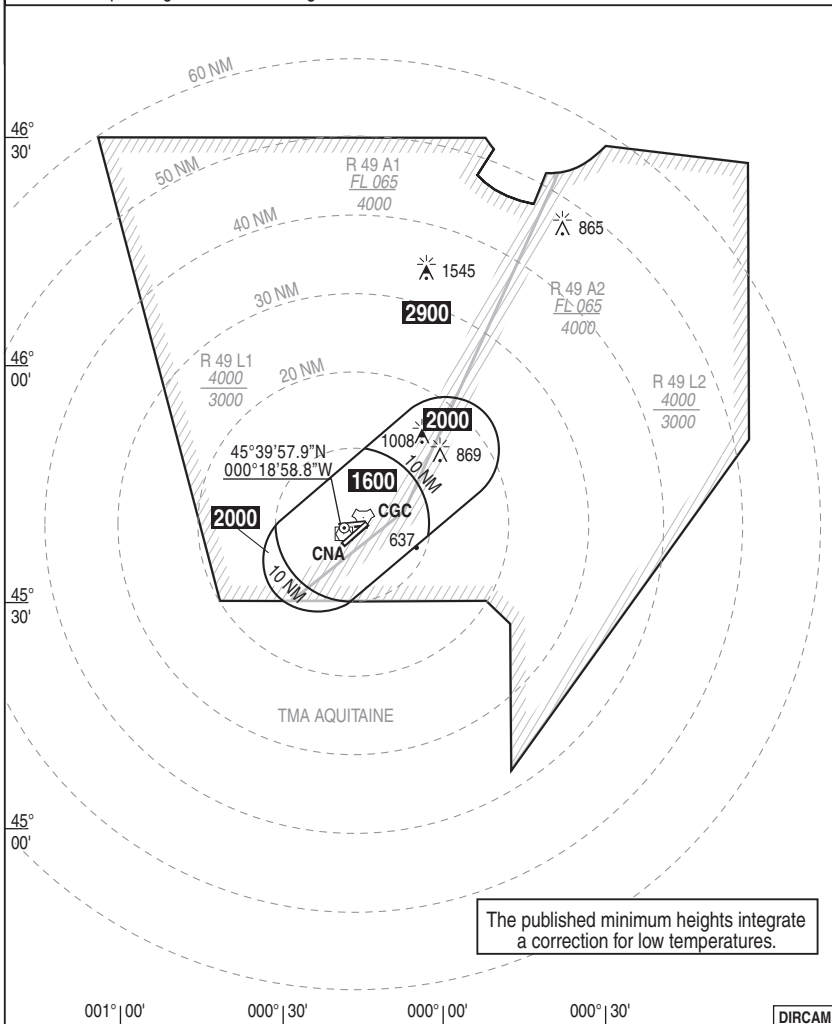 60 NM
46°
30'
50 NM
R 49 A1
FL 065
4000
40 NM
865
1545
30 NM
R 49 A2
FL 065
4000
2900
46°
00'
R 49 L1
4000
3000
20 NM
R 49 L2
4000
3000
2000
1008
869
45°39'57.9"N
000°18'58.8"W
10 NM
1600
CGC
2000
637
CNA
10 NM
45°
30'
TMA AQUITAINE
45°
00'
The published minimum heights integrate
a correction for low temperatures.
001° 00'
000° 30'
000° 00'
000° 30'
DIRCAM